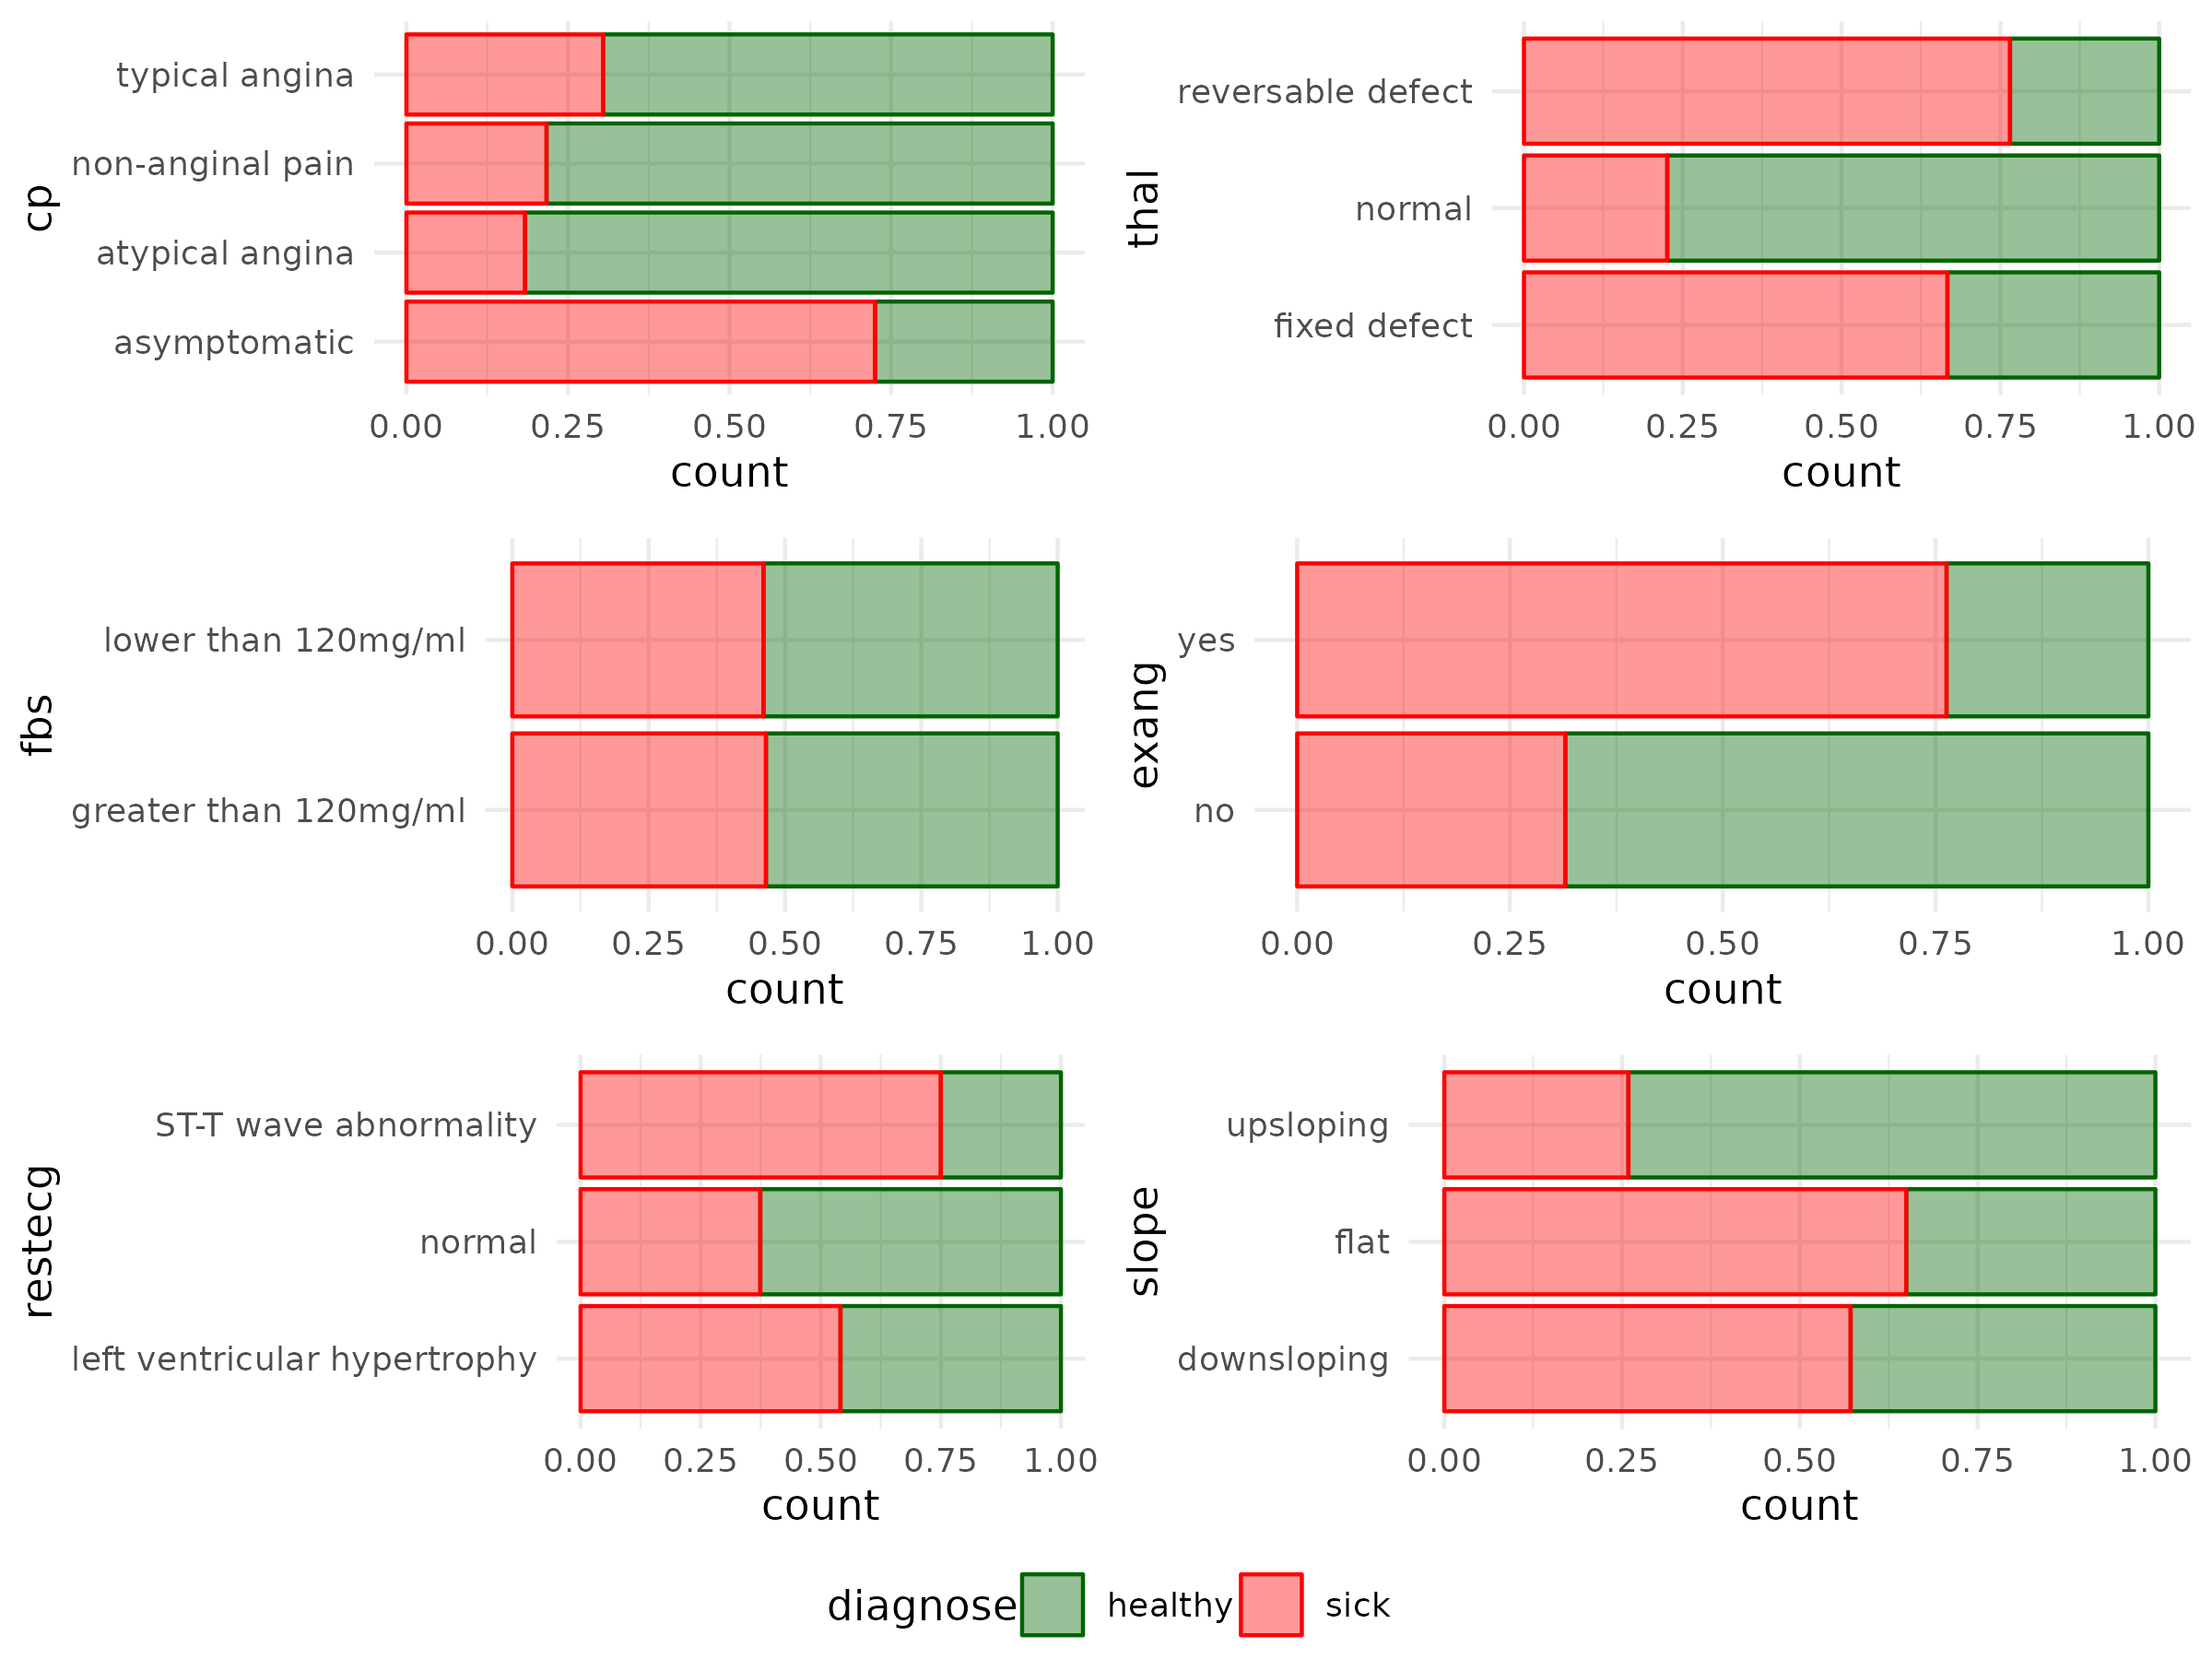 cp
typical angina
non-anginal pain
atypical angina
asymptomatic
0.00 0.25 0.50 0.75 1.00
count
thal
reversable defect
normal
fixed defect
0.00 0.25 0.50 0.75 1.00
count
fbs
lower than 120mg/ml
greater than 120mg/ml
0.00 0.25 0.50 0.75 1.00
count
exang
yes
no
0.00 0.25 0.50 0.75 1.00
count
restecg
ST-T wave abnormality
normal
left ventricular hypertrophy
0.00 0.25 0.50 0.75 1.00
count
slope
upsloping
flat
downsloping
0.00 0.25 0.50 0.75 1.00
count
diagnose healthy sick